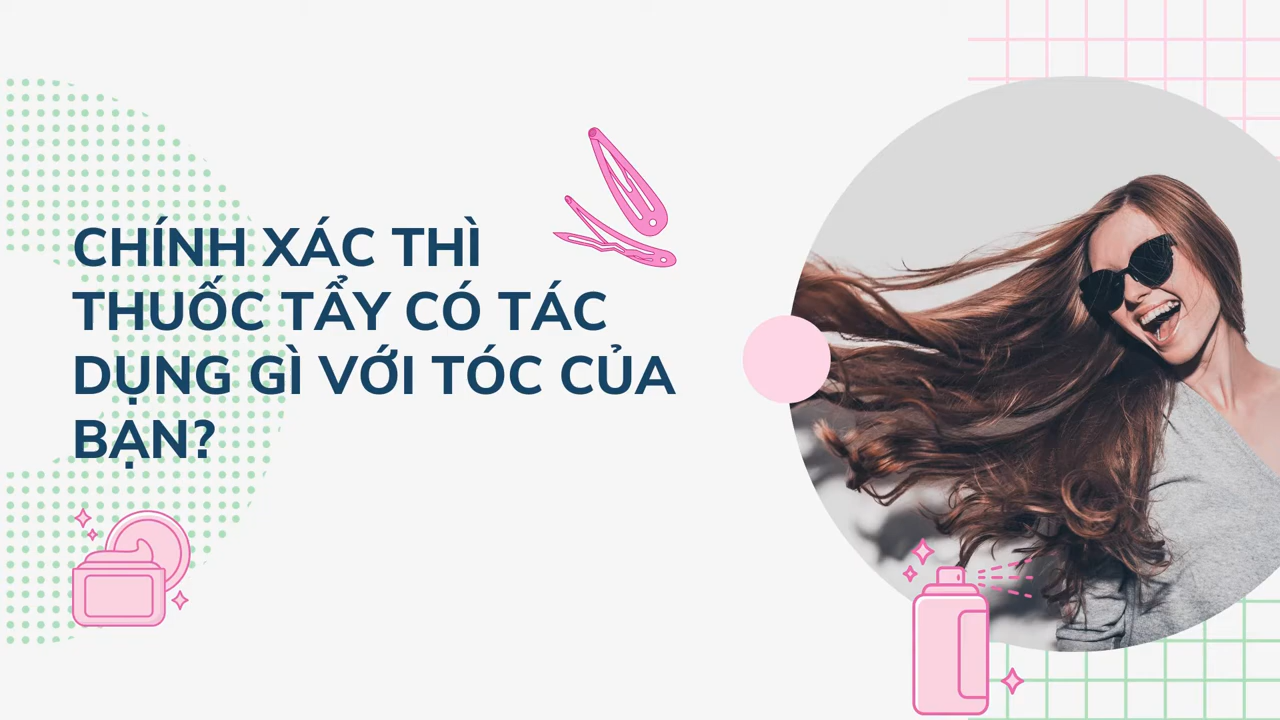 CHÍNH XÁC THÌ
THUỐC TẨY CÓ TÁC
DỤNG GÌ VỚI TÓC CỦA
BẠN?